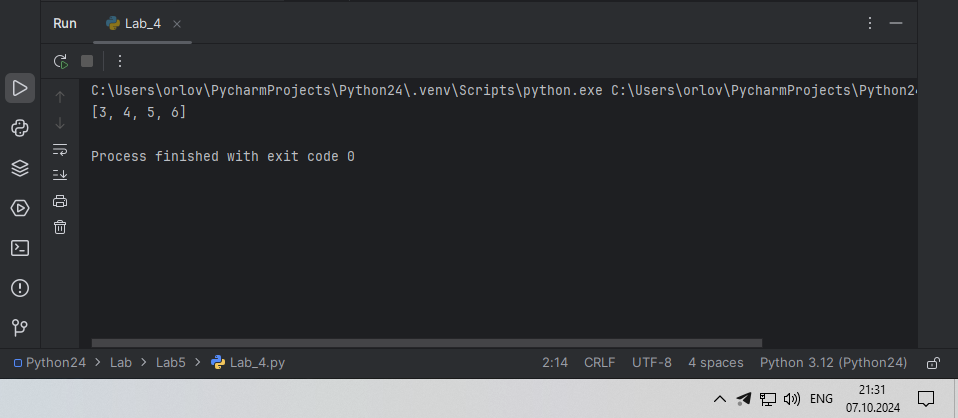 Run Lab_4
C:\Users\orlov\PycharmProjects\Python24\.venv\Scripts\python.exe C:\Users\orlov\PycharmProjects\Python24
[3, 4, 5, 6]
Process finished with exit code 0
Python24 > Lab > Lab5 > Lab_4.py 2:14 CRLF UTF-8 4 spaces Python 3.12 (Python24)
21:31
ENG
07.10.2024